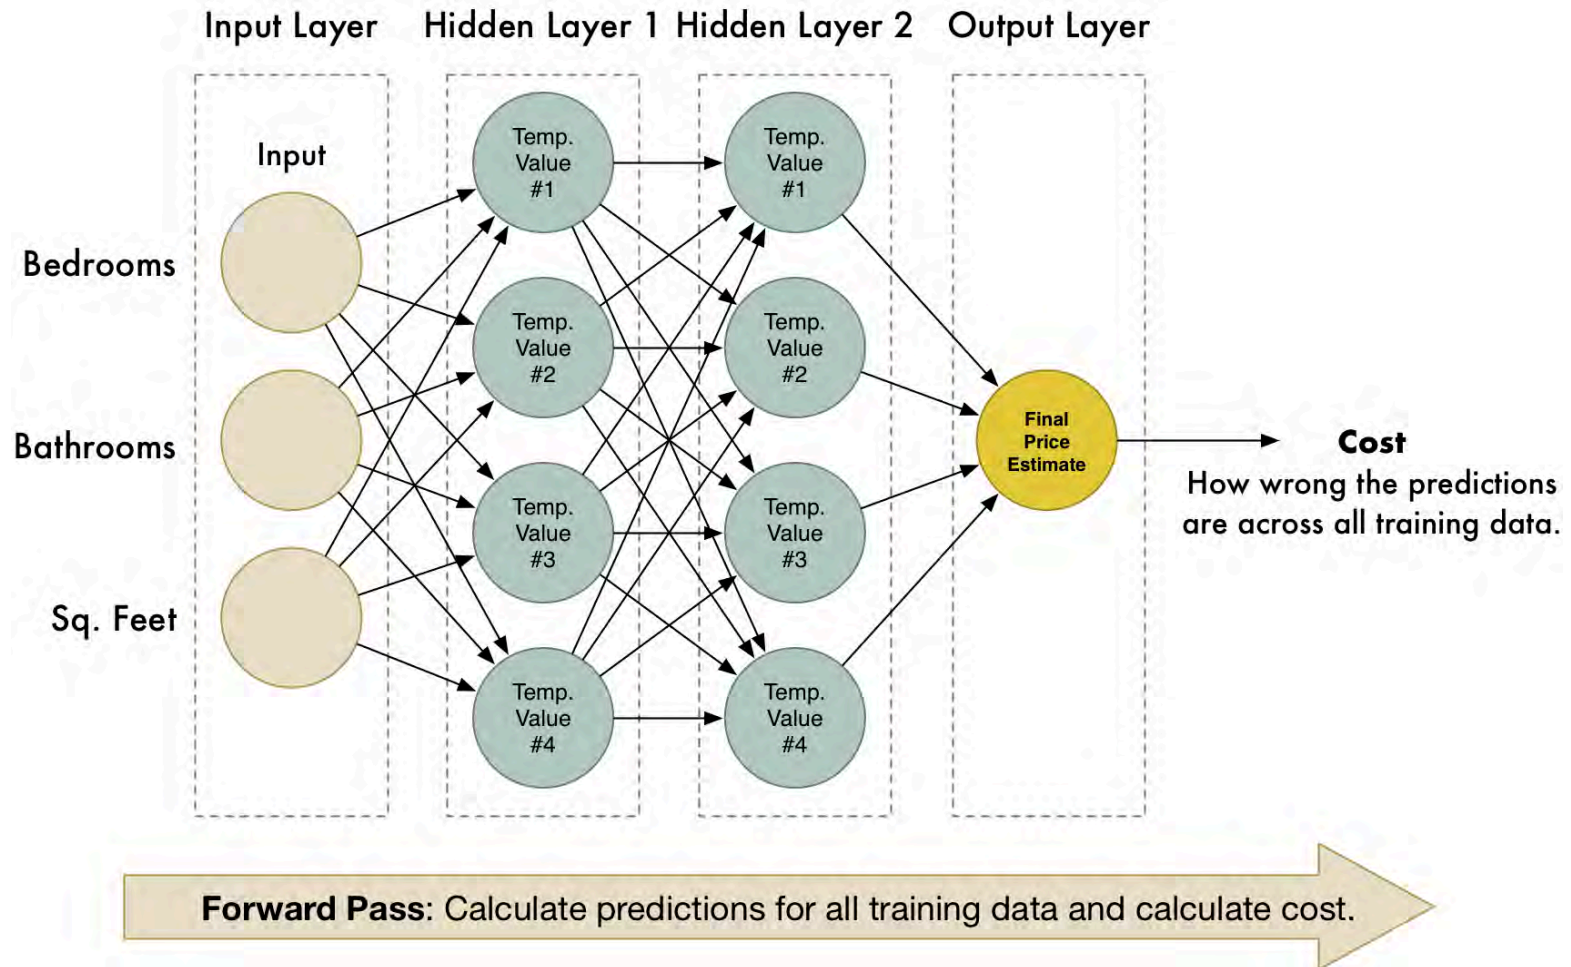 Input Layer
Hidden Layer 1
Hidden Layer 2
Output Layer
Input
Bedrooms
Bathrooms
Sq. Feet
Temp.
Value
#1
Temp.
Value
#2
Temp.
Value
#3
Temp.
Value
#4
Temp.
Value
#1
Temp.
Value
#2
Temp.
Value
#3
Temp.
Value
#4
Final
Price
Estimate
Cost
How wrong the predictions
are across all training data.
Forward Pass: Calculate predictions for all training data and calculate cost.